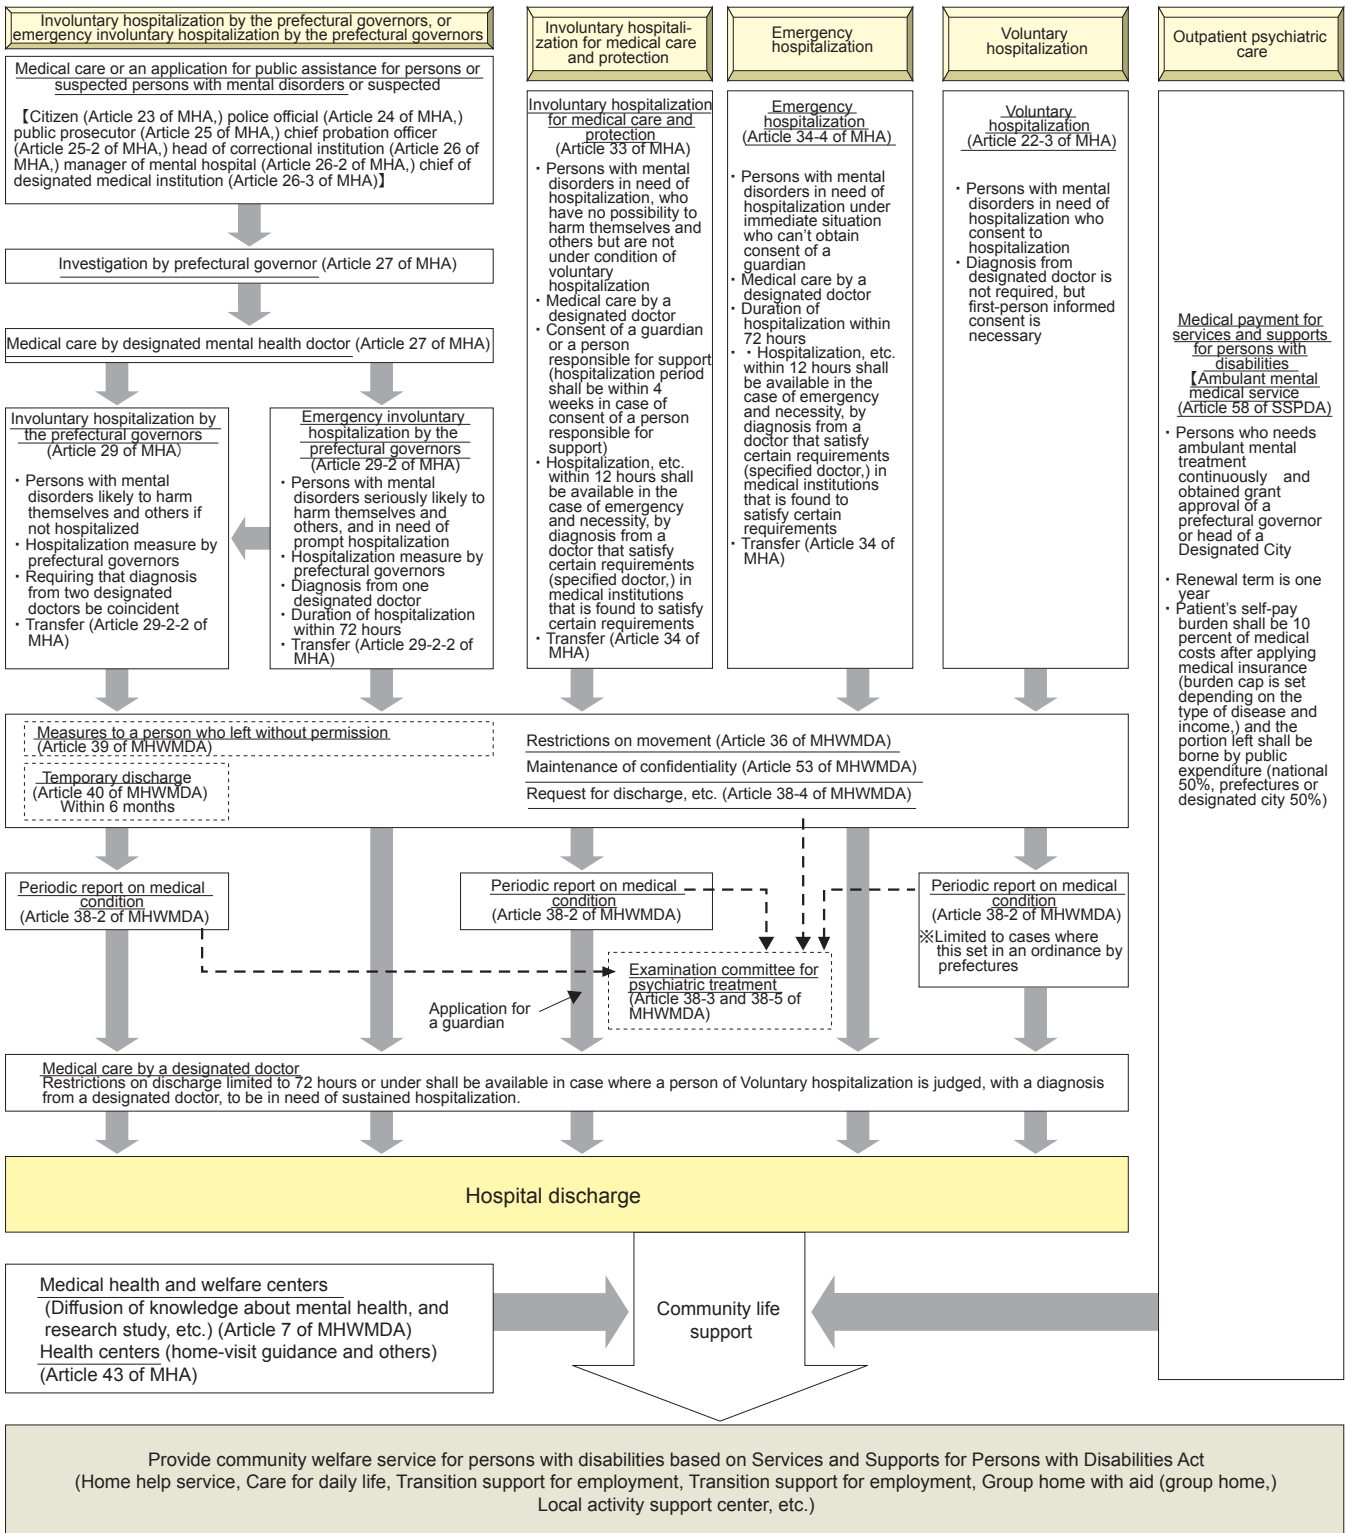 Involuntary hospitalization by the prefectural governors, or
emergency involuntary hospitalization by the prefectural governors
Medical care or an application for public assistance for persons or
suspected persons with mental disorders or suspected
【Citizen (Article 23 of MHA,) police official (Article 24 of MHA,)
public prosecutor (Article 25 of MHA,) chief probation officer
(Article 25-2 of MHA,) head of correctional institution (Article 26 of
MHA,) manager of mental hospital (Article 26-2 of MHA,) chief of
designated medical institution (Article 26-3 of MHA)】
Investigation by prefectural governor (Article 27 of MHA)
Medical care by designated mental health doctor (Article 27 of MHA)
Involuntary hospitalization by
the prefectural governors
(Article 29 of MHA)
・Persons with mental
disorders likely to harm
themselves and others if
not hospitalized
・Hospitalization measure by
prefectural governors
・Requiring that diagnosis
from two designated
doctors be coincident
・Transfer (Article 29-2-2 of
MHA)
Emergency involuntary
hospitalization by the
prefectural governors
(Article 29-2 of MHA)
・Persons with mental
disorders seriously likely to
harm themselves and
others, and in need of
prompt hospitalization
・Hospitalization measure by
prefectural governors
・Diagnosis from one
designated doctor
・Duration of hospitalization
within 72 hours
・Transfer (Article 29-2-2 of
MHA)
Involuntary hospitali-
zation for medical care
and protection
Involuntary hospitalization
for medical care and
protection
(Article 33 of MHA)
・Persons with mental
disorders in need of
hospitalization, who
have no possibility to
harm themselves and
others but are not
under condition of
voluntary
hospitalization
・Medical care by a
designated doctor
・Consent of a guardian
or a person
responsible for support
(hospitalization period
shall be within 4
weeks in case of
consent of a person
responsible for
support)
・Hospitalization, etc.
within 12 hours shall
be available in the
case of emergency
and necessity, by
diagnosis from a
doctor that satisfy
certain requirements
(specified doctor,) in
medical institutions
that is found to satisfy
certain requirements
・Transfer (Article 34 of
MHA)
Emergency
hospitalization
Emergency
hospitalization
(Article 34-4 of MHA)
・Persons with mental
disorders in need of
hospitalization under
immediate situation
who can't obtain
consent of a
guardian
・Medical care by a
designated doctor
・Duration of
hospitalization within
72 hours
・・Hospitalization, etc.
within 12 hours shall
be available in the
case of emergency
and necessity, by
diagnosis from a
doctor that satisfy
certain requirements
(specified doctor,) in
medical institutions
that is found to
satisfy certain
requirements
・Transfer (Article 34 of
MHA)
Voluntary
hospitalization
Voluntary
hospitalization
(Article 22-3 of MHA)
・Persons with mental
disorders in need of
hospitalization who
consent to
hospitalization
・Diagnosis from
designated doctor is
not required, but
first-person informed
consent is
necessary
Outpatient psychiatric
care
Medical payment for
services and supports
for persons with
disabilities
【Ambulant mental
medical service
(Article 58 of SSPDA)
・Persons who needs
ambulant mental
treatment
continuously and
obtained grant
approval of a
prefectural governor
or head of a
Designated City
・Renewal term is one
year
・Patient's self-pay
burden shall be 10
percent of medical
costs after applying
medical insurance
(burden cap is set
depending on the
type of disease and
income,) and the
portion left shall be
borne by public
expenditure (national
50%, prefectures or
designated city 50%)
Measures to a person who left without permission
(Article 39 of MHWMDA)
Temporary discharge
(Article 40 of MHWMDA)
Within 6 months
Restrictions on movement (Article 36 of MHWMDA)
Maintenance of confidentiality (Article 53 of MHWMDA)
Request for discharge, etc. (Article 38-4 of MHWMDA)
Periodic report on medical
condition
(Article 38-2 of MHWMDA)
Periodic report on medical
condition
(Article 38-2 of MHWMDA)
Periodic report on medical
condition
(Article 38-2 of MHWMDA)
※Limited to cases where
this set in an ordinance by
prefectures
Examination committee for
psychiatric treatment
(Article 38-3 and 38-5 of
MHWMDA)
Application for
a guardian
Medical care by a designated doctor
Restrictions on discharge limited to 72 hours or under shall be available in case where a person of Voluntary hospitalization is judged, with a diagnosis
from a designated doctor, to be in need of sustained hospitalization.
Hospital discharge
Medical health and welfare centers
(Diffusion of knowledge about mental health, and
research study, etc.) (Article 7 of MHWMDA)
Health centers (home-visit guidance and others)
(Article 43 of MHA)
Community life
support
Provide community welfare service for persons with disabilities based on Services and Supports for Persons with Disabilities Act
(Home help service, Care for daily life, Transition support for employment, Transition support for employment, Group home with aid (group home,)
Local activity support center, etc.)